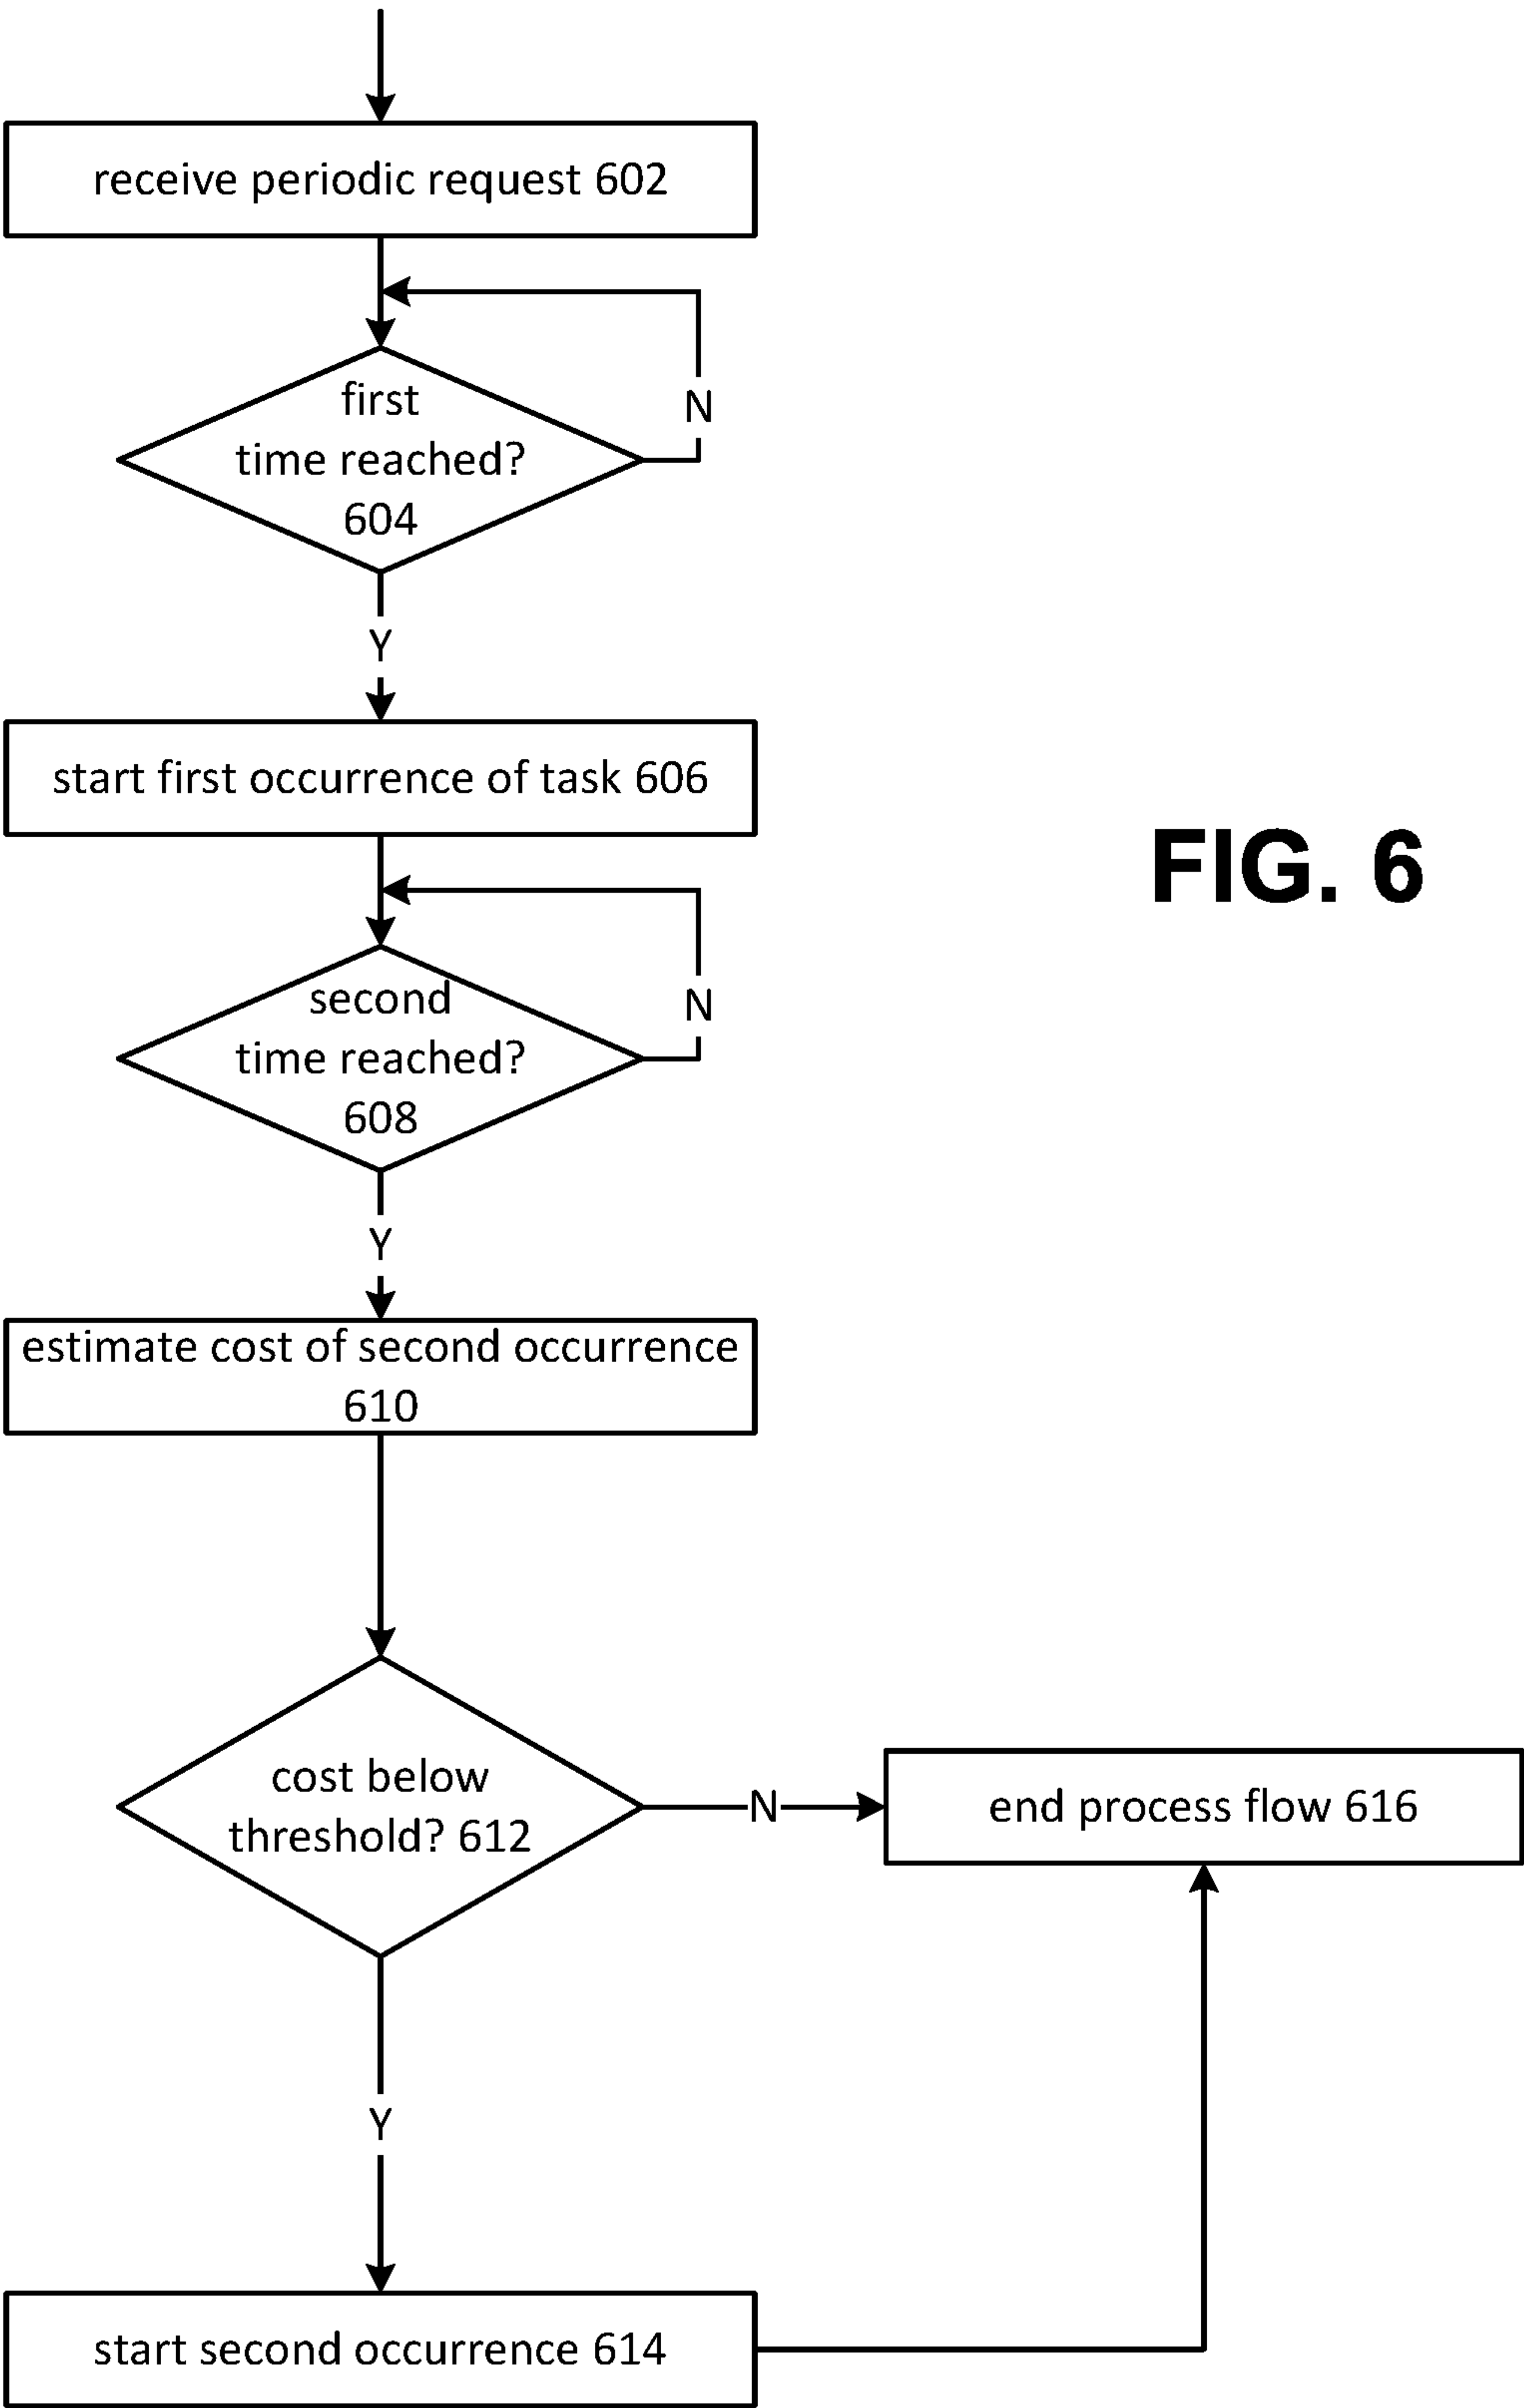 receive periodic request 602
first
time reached?
604
N
Y
start first occurrence of task 606
FIG. 6
second
time reached?
608
N
Y
estimate cost of second occurrence
610
cost below
threshold? 612
N
end process flow 616
Y
start second occurrence 614